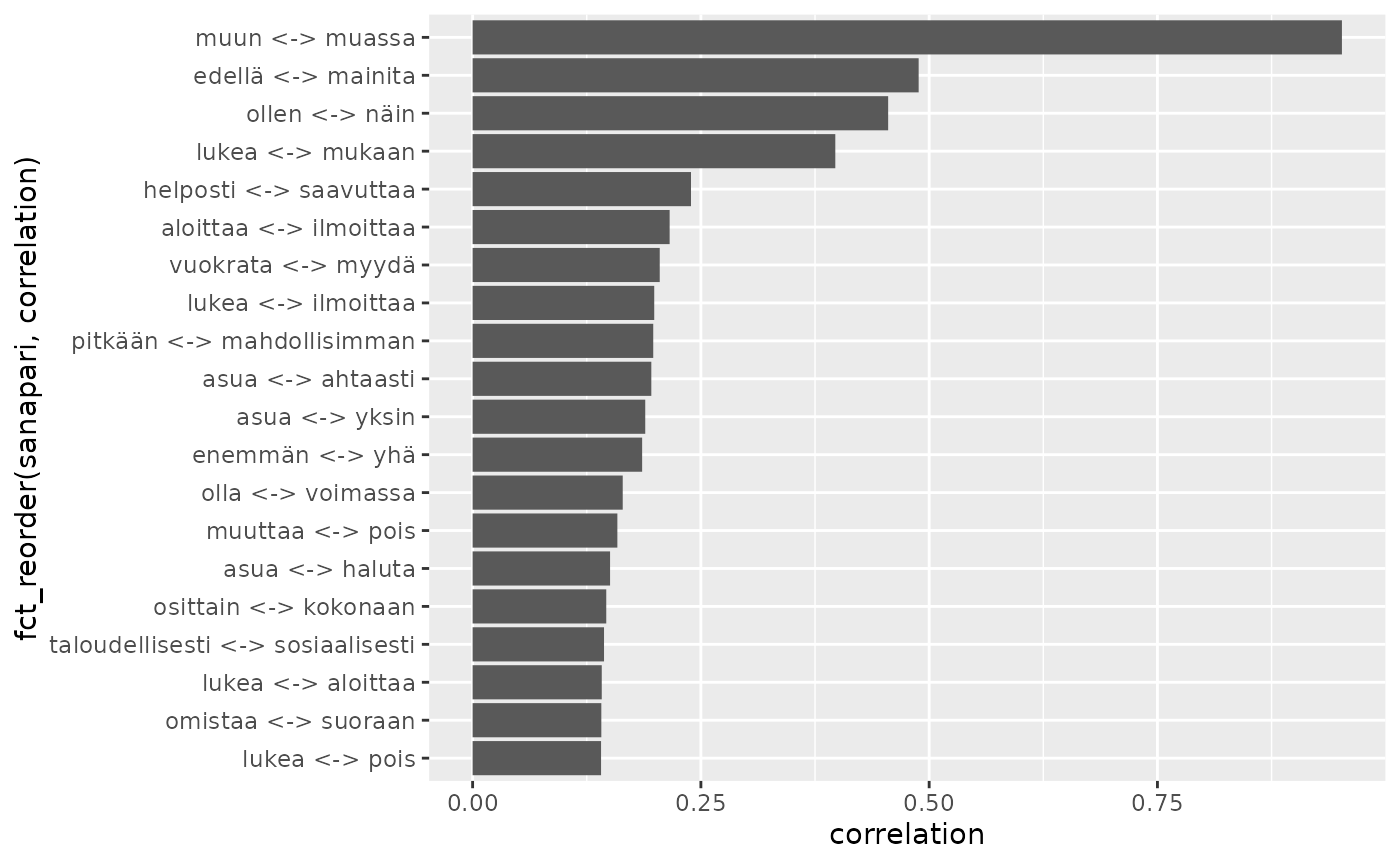 muun <-> muassa
edellä <-> mainita
ollen <-> näin
lukea <-> mukaan
helposti <-> saavuttaa
aloittaa <-> ilmoittaa
vuokrata <-> myydä
lukea <-> ilmoittaa
pitkään <-> mahdollisimman
asua <-> ahtaasti
asua <-> yksin
enemmän <-> yhä
olla <-> voimassa
muuttaa <-> pois
asua <-> haluta
osittain <-> kokonaan
taloudellisesti <-> sosiaalisesti
lukea <-> aloittaa
omistaa <-> suoraan
lukea <-> pois
fct_reorder(sanapari, correlation)
0.00 0.25 0.50 0.75
correlation